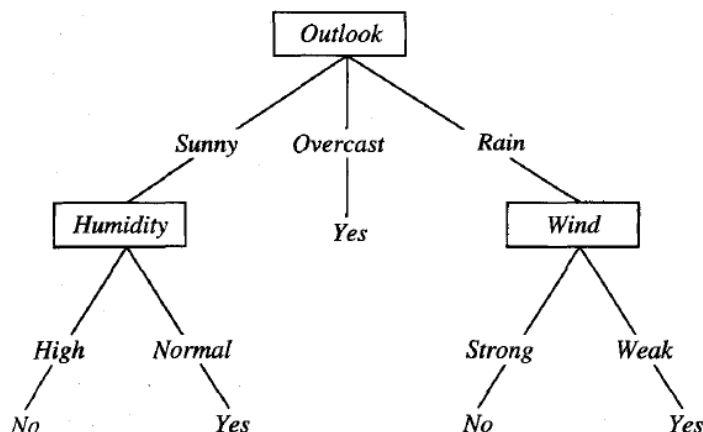 Outlook
Sunny Overcast Rain
Humidity Yes Wind
High Normal Strong Weak
No Yes No Yes